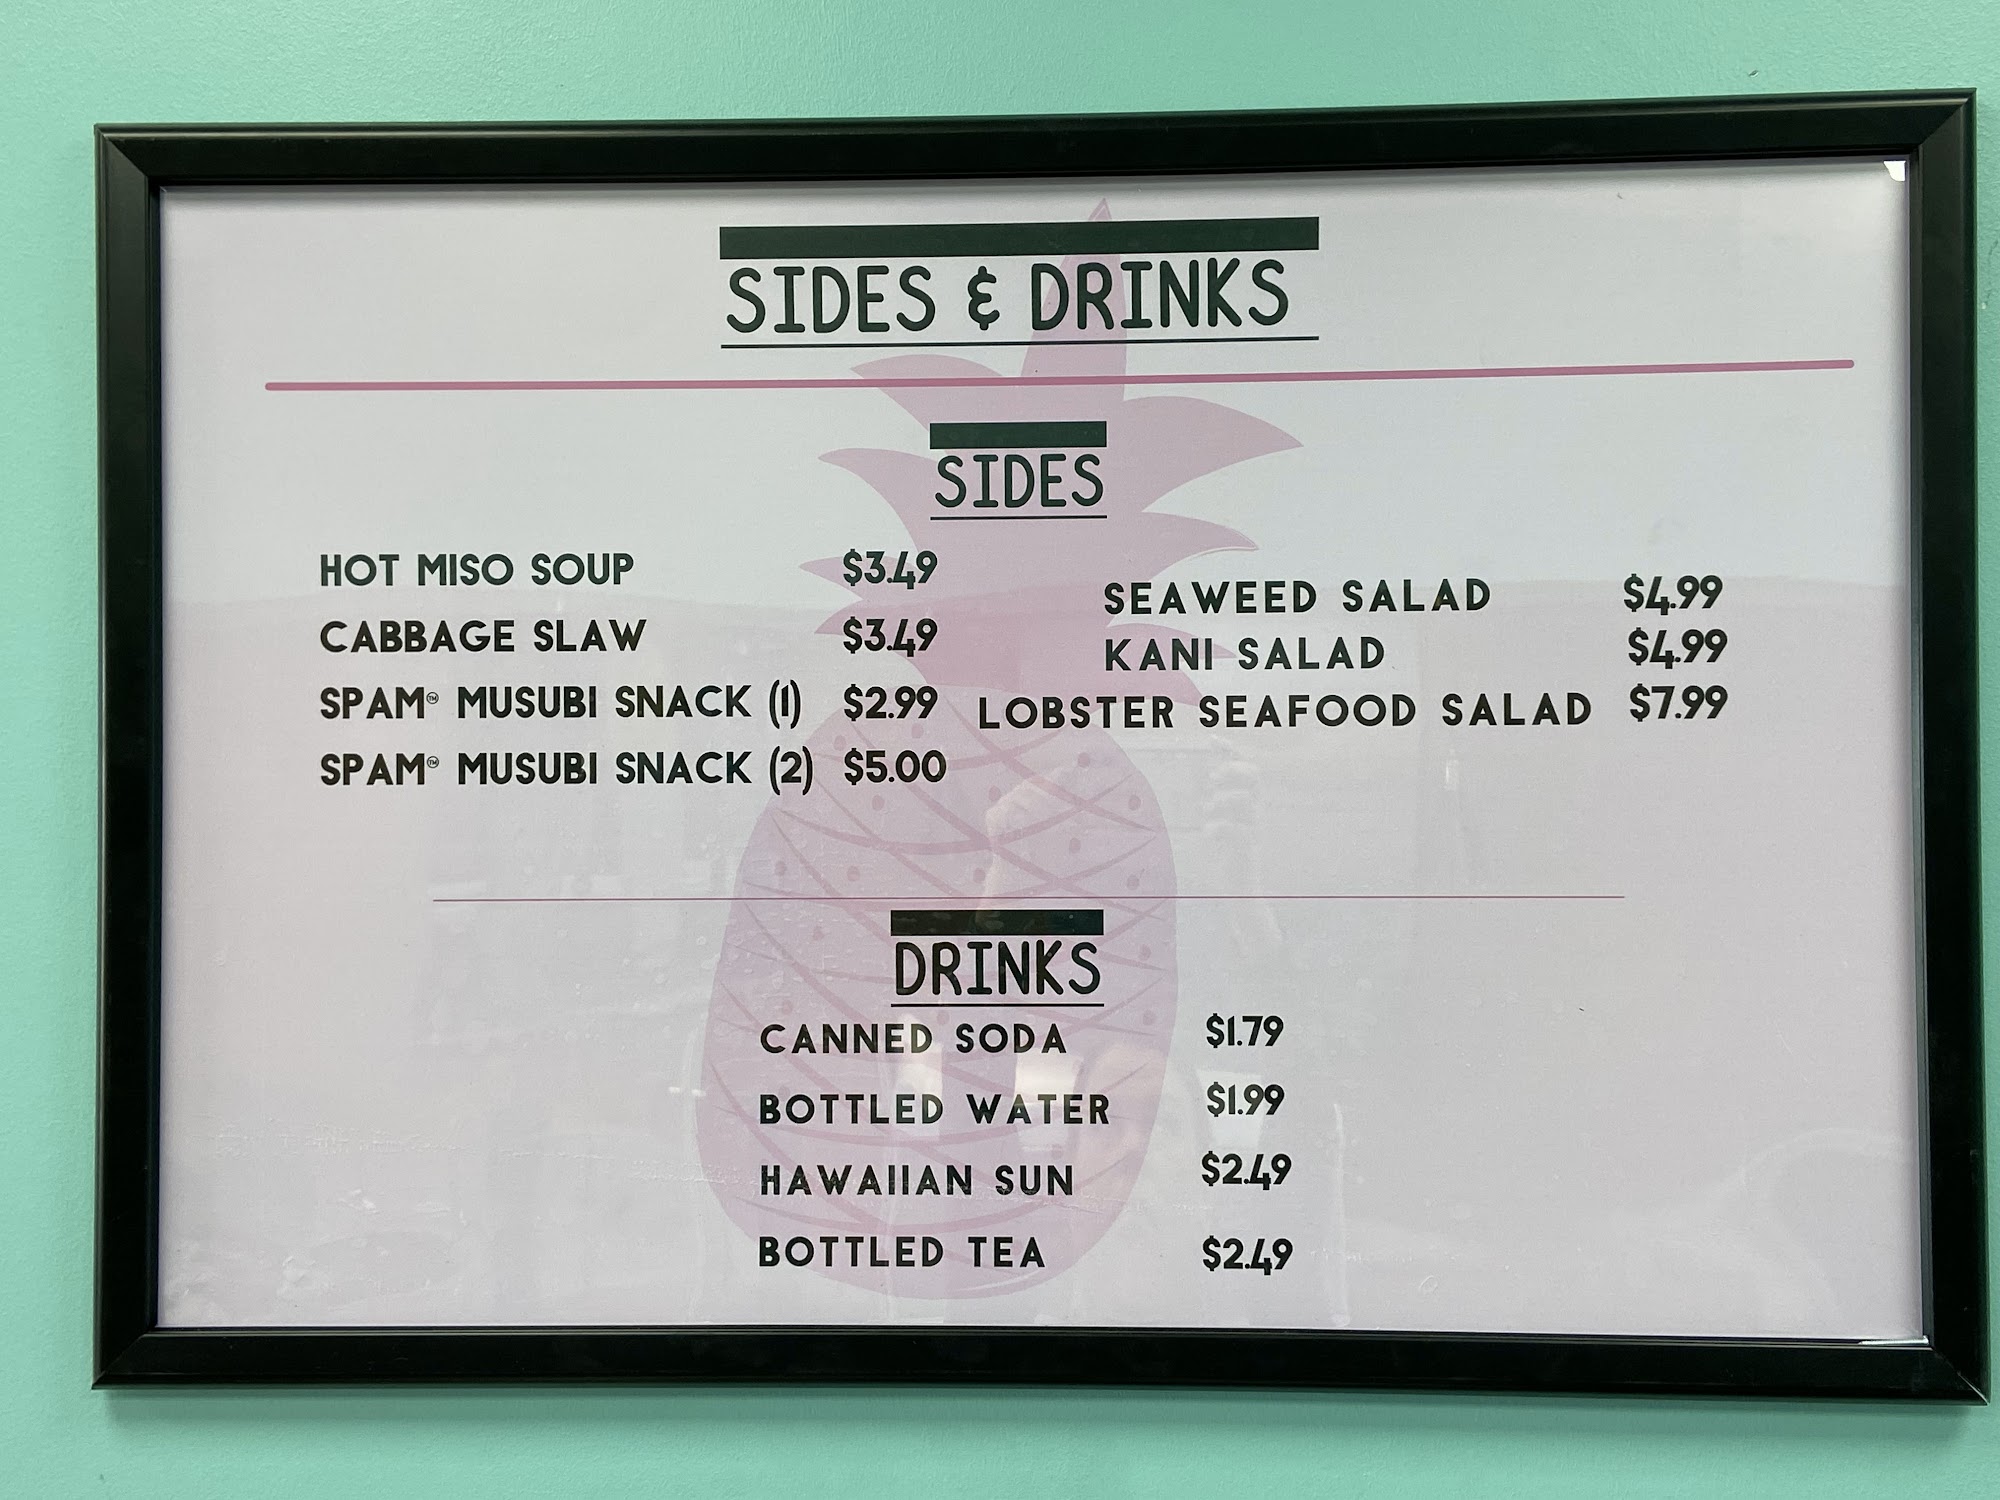 SIDES & DRINKS
SIDES
HOT MISO SOUP $3.49
CABBAGE SLAW $3.49
SPAM™ MUSUBI SNACK (1) $2.99
SPAM™ MUSUBI SNACK (2) $5.00
SEAWEED SALAD $4.99
KANI SALAD $4.99
LOBSTER SEAFOOD SALAD $7.99
DRINKS
CANNED SODA $1.79
BOTTLED WATER $1.99
HAWAIIAN SUN $2.49
BOTTLED TEA $2.49